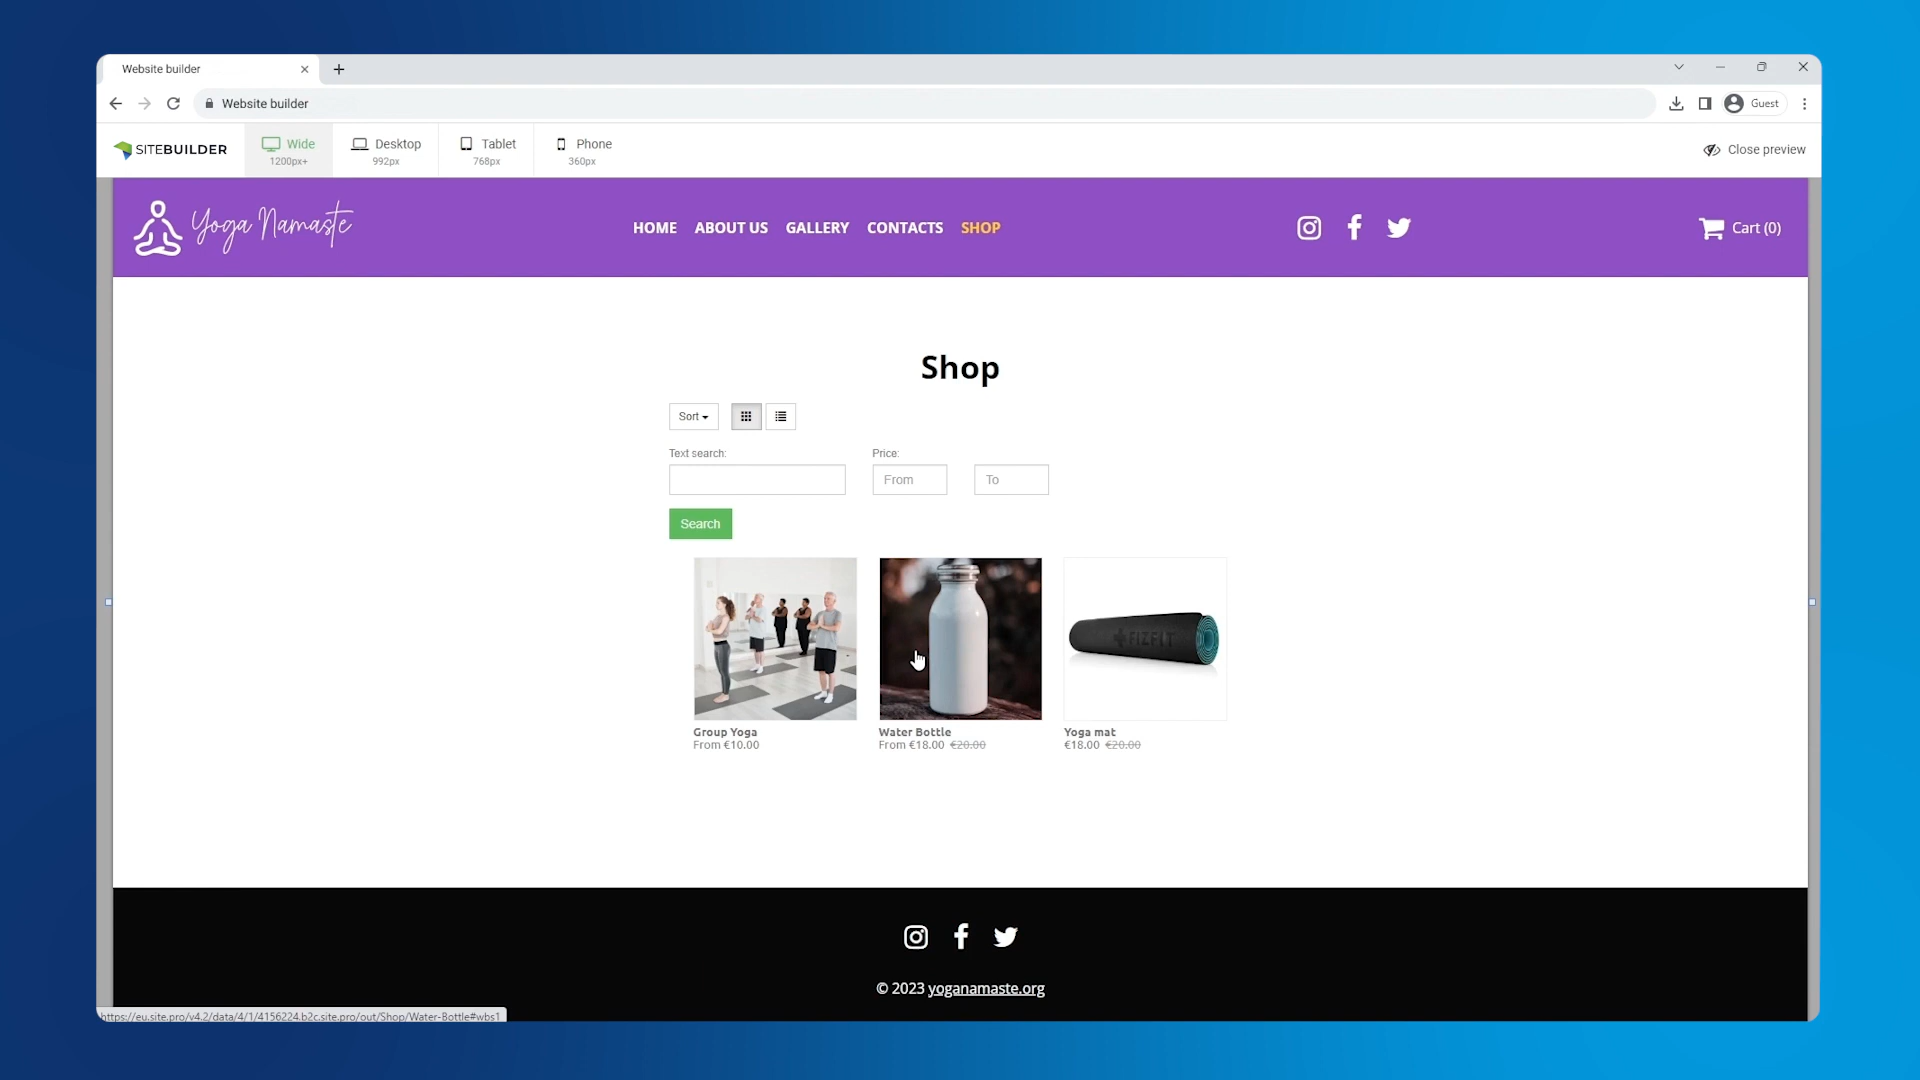 Website builder
Website builder
Guest
SITEBUILDER
Wide
1200px+
Desktop
992px
Tablet
768px
Phone
360px
Close preview
Yoga Namaste
HOME ABOUT US GALLERY CONTACTS SHOP
Cart (0)
Shop
Sort
Text search:
Price:
From
To
Search
FIZFIT
Group Yoga
From €10.00
Water Bottle
From €18.00 €20.00
Yoga mat
€18.00 €20.00
© 2023 yoganamaste.org
https://eu.site.pro/v4.2/data/4/1/4156224.b2c.site.pro/out/Shop/Water-Bottle#wbs1